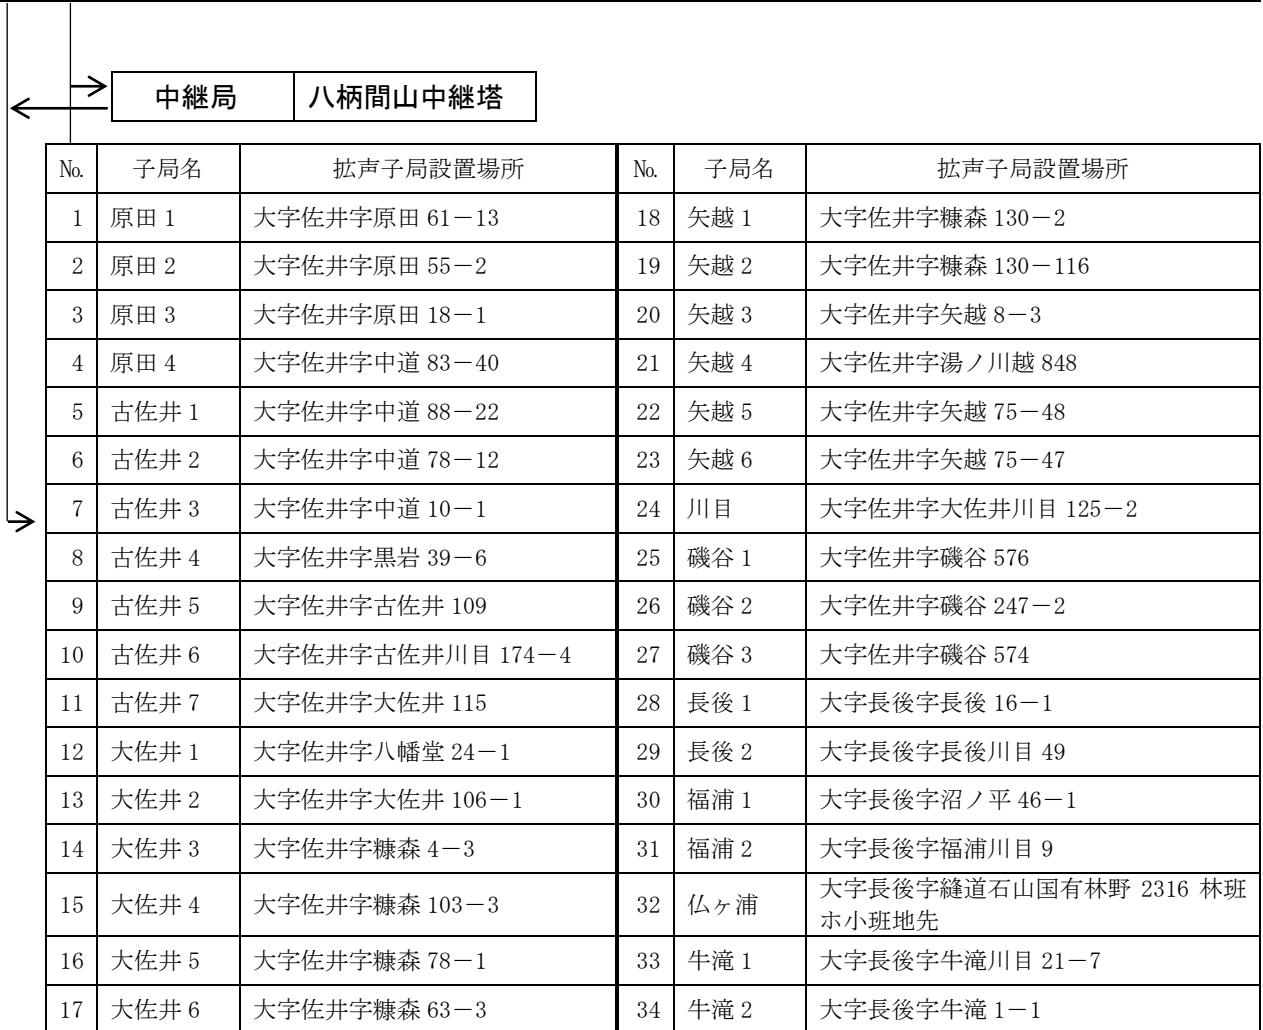 中継局 八柄間山中継塔
№ 子局名 拡声子局設置場所 № 子局名 拡声子局設置場所
1 原田 1 大字佐井字原田 61－13 18 矢越 1 大字佐井字糠森 130－2
2 原田 2 大字佐井字原田 55－2 19 矢越 2 大字佐井字糠森 130－116
3 原田 3 大字佐井字原田 18－1 20 矢越 3 大字佐井字矢越 8－3
4 原田 4 大字佐井字中道 83－40 21 矢越 4 大字佐井字湯ノ川越 848
5 古佐井 1 大字佐井字中道 88－22 22 矢越 5 大字佐井字矢越 75－48
6 古佐井 2 大字佐井字中道 78－12 23 矢越 6 大字佐井字矢越 75－47
7 古佐井 3 大字佐井字中道 10－1 24 川目 大字佐井字大佐井川目 125－2
8 古佐井 4 大字佐井字黒岩 39－6 25 磯谷 1 大字佐井字磯谷 576
9 古佐井 5 大字佐井字古佐井 109 26 磯谷 2 大字佐井字磯谷 247－2
10 古佐井 6 大字佐井字古佐井川目 174－4 27 磯谷 3 大字佐井字磯谷 574
11 古佐井 7 大字佐井字大佐井 115 28 長後 1 大字長後字長後 16－1
12 大佐井 1 大字佐井字八幡堂 24－1 29 長後 2 大字長後字長後川目 49
13 大佐井 2 大字佐井字大佐井 106－1 30 福浦 1 大字長後字沼ノ平 46－1
14 大佐井 3 大字佐井字糠森 4－3 31 福浦 2 大字長後字福浦川目 9
15 大佐井 4 大字佐井字糠森 103－3 32 仏ヶ浦 大字長後字縫道石山国有林野 2316 林班
ホ小班地先
16 大佐井 5 大字佐井字糠森 78－1 33 牛滝 1 大字長後字牛滝川目 21－7
17 大佐井 6 大字佐井字糠森 63－3 34 牛滝 2 大字長後字牛滝 1－1